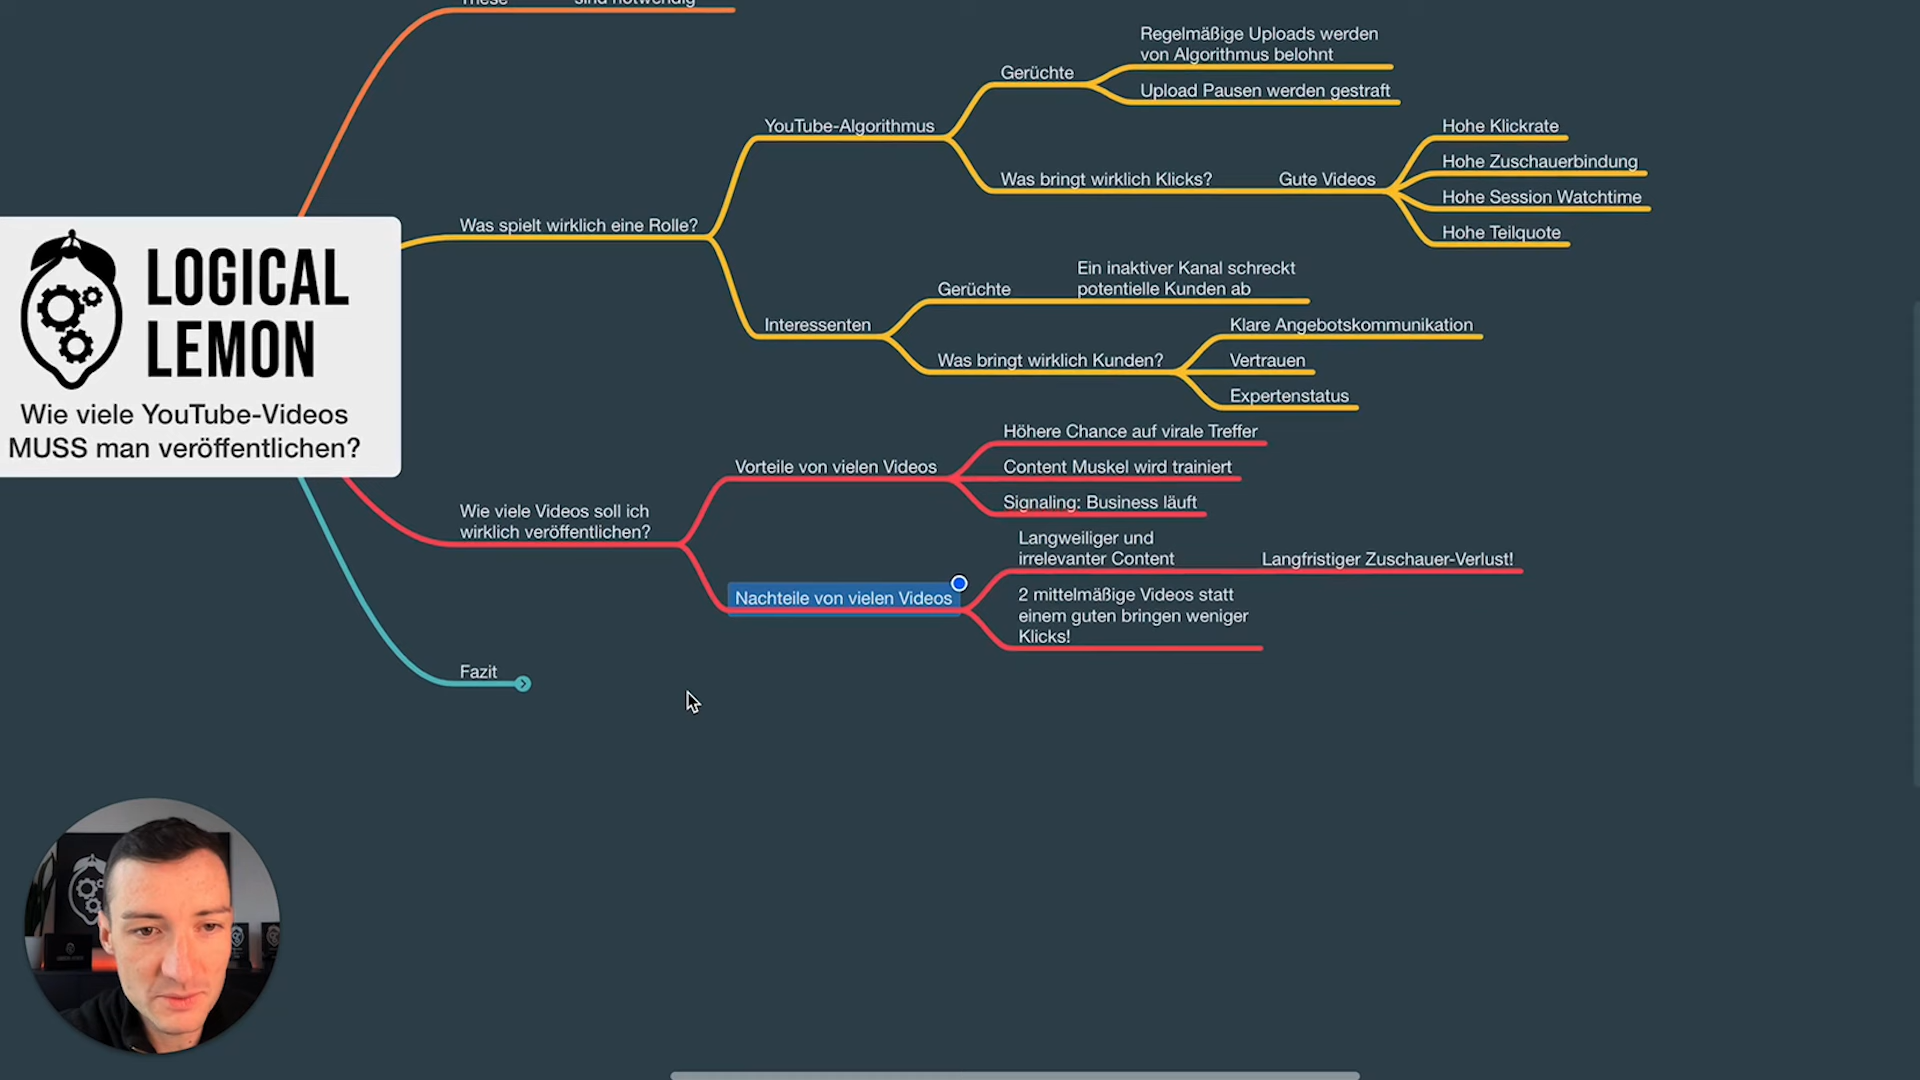 These
sind notwendig
LOGICAL
LEMON
Wie viele YouTube-Videos
MUSS man veröffentlichen?
Was spielt wirklich eine Rolle?
YouTube-Algorithmus
Gerüchte
Regelmäßige Uploads werden
von Algorithmus belohnt
Upload Pausen werden gestraft
Was bringt wirklich Klicks?
Gute Videos
Hohe Klickrate
Hohe Zuschauerbindung
Hohe Session Watchtime
Hohe Teilquote
Interessenten
Gerüchte
Ein inaktiver Kanal schreckt
potentielle Kunden ab
Was bringt wirklich Kunden?
Klare Angebotskommunikation
Vertrauen
Expertenstatus
Wie viele Videos soll ich
wirklich veröffentlichen?
Vorteile von vielen Videos
Höhere Chance auf virale Treffer
Content Muskel wird trainiert
Signaling: Business läuft
Nachteile von vielen Videos
Langweiliger und
irrelevanter Content
Langfristiger Zuschauer-Verlust!
2 mittelmäßige Videos statt
einem guten bringen weniger
Klicks!
Fazit